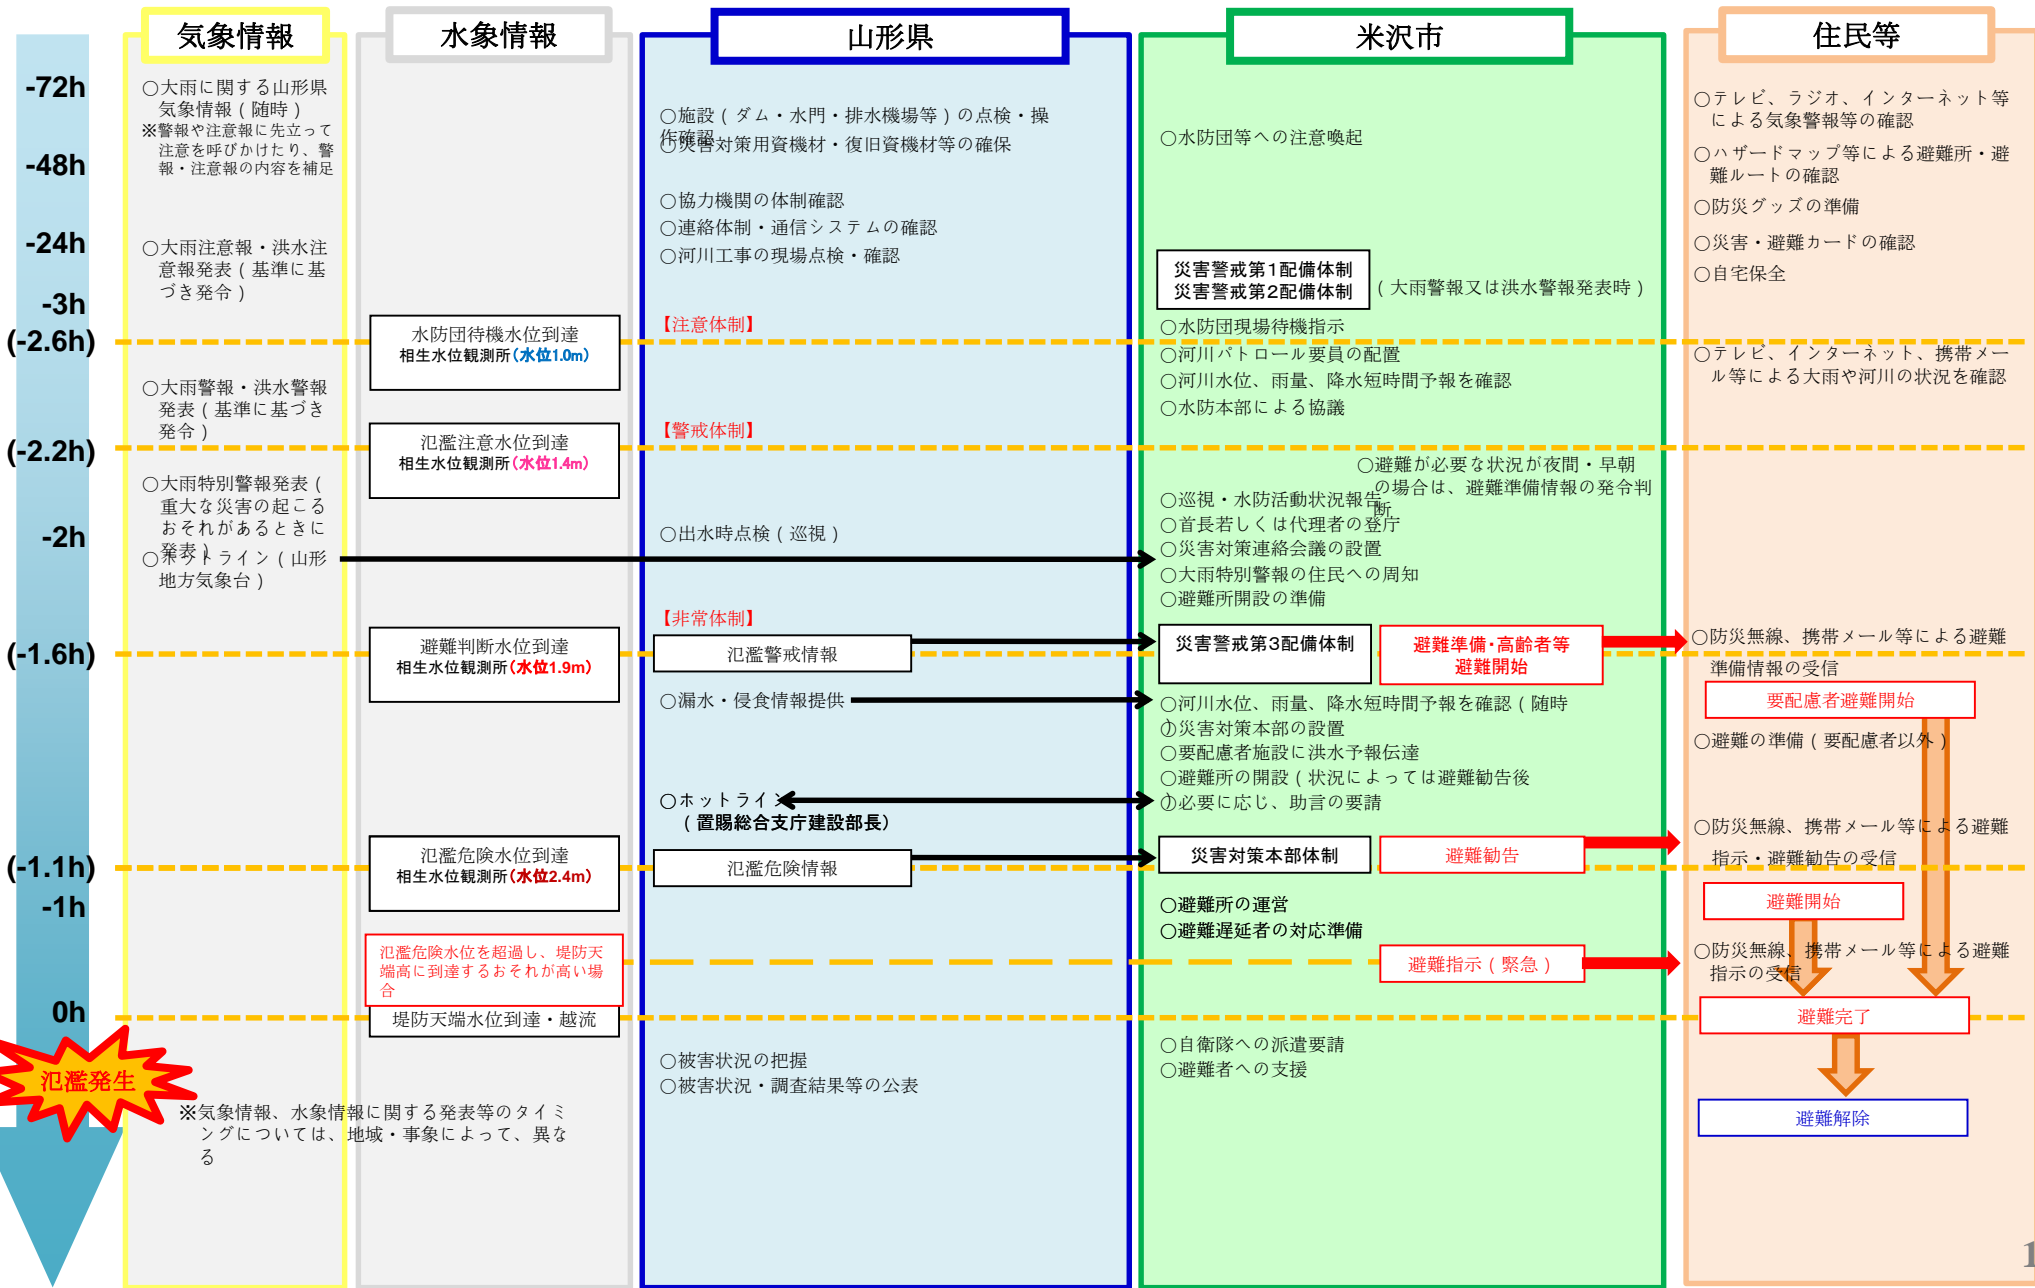 気象情報
水象情報
山形県
米沢市
住民等
-72h
-48h
-24h
-3h
(-2.6h)
(-2.2h)
-2h
(-1.6h)
(-1.1h)
-1h
0h
氾濫発生
○大雨に関する山形県
気象情報(随時)
※警報や注意報に先立って
注意を呼びかけたり、警
報・注意報の内容を補足
○大雨注意報・洪水注
意報発表(基準に基
づき発令)
○大雨警報・洪水警報
発表(基準に基づき
発令)
○大雨特別警報発表(
重大な災害の起こる
おそれがあるときに
発表)
○ホットライン(山形
地方気象台)
※気象情報、水象情報に関する発表等のタイミ
ングについては、地域・事象によって、異な
る
水防団待機水位到達
相生水位観測所(水位1.0m)
氾濫注意水位到達
相生水位観測所(水位1.4m)
避難判断水位到達
相生水位観測所(水位1.9m)
氾濫危険水位到達
相生水位観測所(水位2.4m)
氾濫危険水位を超過し、堤防天
端高に到達するおそれが高い場
合
堤防天端水位到達・越流
○施設(ダム・水門・排水機場等)の点検・操
作確認
○災害対策用資機材・復旧資機材等の確保
○協力機関の体制確認
○連絡体制・通信システムの確認
○河川工事の現場点検・確認
【注意体制】
【警戒体制】
○出水時点検(巡視)
【非常体制】
氾濫警戒情報
○漏水・侵食情報提供
○ホットライン
(置賜総合支庁建設部長)
氾濫危険情報
○被害状況の把握
○被害状況・調査結果等の公表
○水防団等への注意喚起
災害警戒第1配備体制
災害警戒第2配備体制
(大雨警報又は洪水警報発表時)
○水防団現場待機指示
○河川パトロール要員の配置
○河川水位、雨量、降水短時間予報を確認
○水防本部による協議
○避難が必要な状況が夜間・早朝
の場合は、避難準備情報の発令判
断
○巡視・水防活動状況報告
○首長若しくは代理者の登庁
○災害対策連絡会議の設置
○大雨特別警報の住民への周知
○避難所開設の準備
災害警戒第3配備体制
避難準備・高齢者等
避難開始
○河川水位、雨量、降水短時間予報を確認(随時
)
○災害対策本部の設置
○要配慮者施設に洪水予報伝達
○避難所の開設(状況によっては避難勧告後
)
○必要に応じ、助言の要請
災害対策本部体制
避難勧告
○避難所の運営
○避難遅延者の対応準備
避難指示(緊急)
○自衛隊への派遣要請
○避難者への支援
○テレビ、ラジオ、インターネット等
による気象警報等の確認
○ハザードマップ等による避難所・避
難ルートの確認
○防災グッズの準備
○災害・避難カードの確認
○自宅保全
○テレビ、インターネット、携帯メー
ル等による大雨や河川の状況を確認
○防災無線、携帯メール等による避難
準備情報の受信
要配慮者避難開始
○避難の準備(要配慮者以外)
○防災無線、携帯メール等による避難
指示・避難勧告の受信
避難開始
○防災無線、携帯メール等による避難
指示の受信
避難完了
避難解除
1